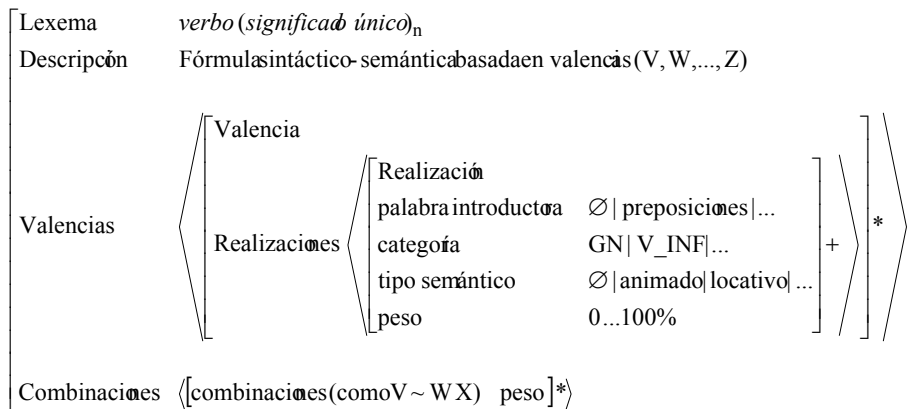 Lexema verbo (significado único)n
Descripción Fórmula sintáctico-semántica basada en valencias (V, W,..., Z)
Valencia
Realización
palabra introductora ∅ | preposiciones | ...
Valencias Realizaciones categoría GN | V_INF | ... + *
tipo semántico ∅ | animado | locativo | ...
peso 0...100%
Combinaciones ⟨[combinaciones (como V ~ W X) peso]*⟩